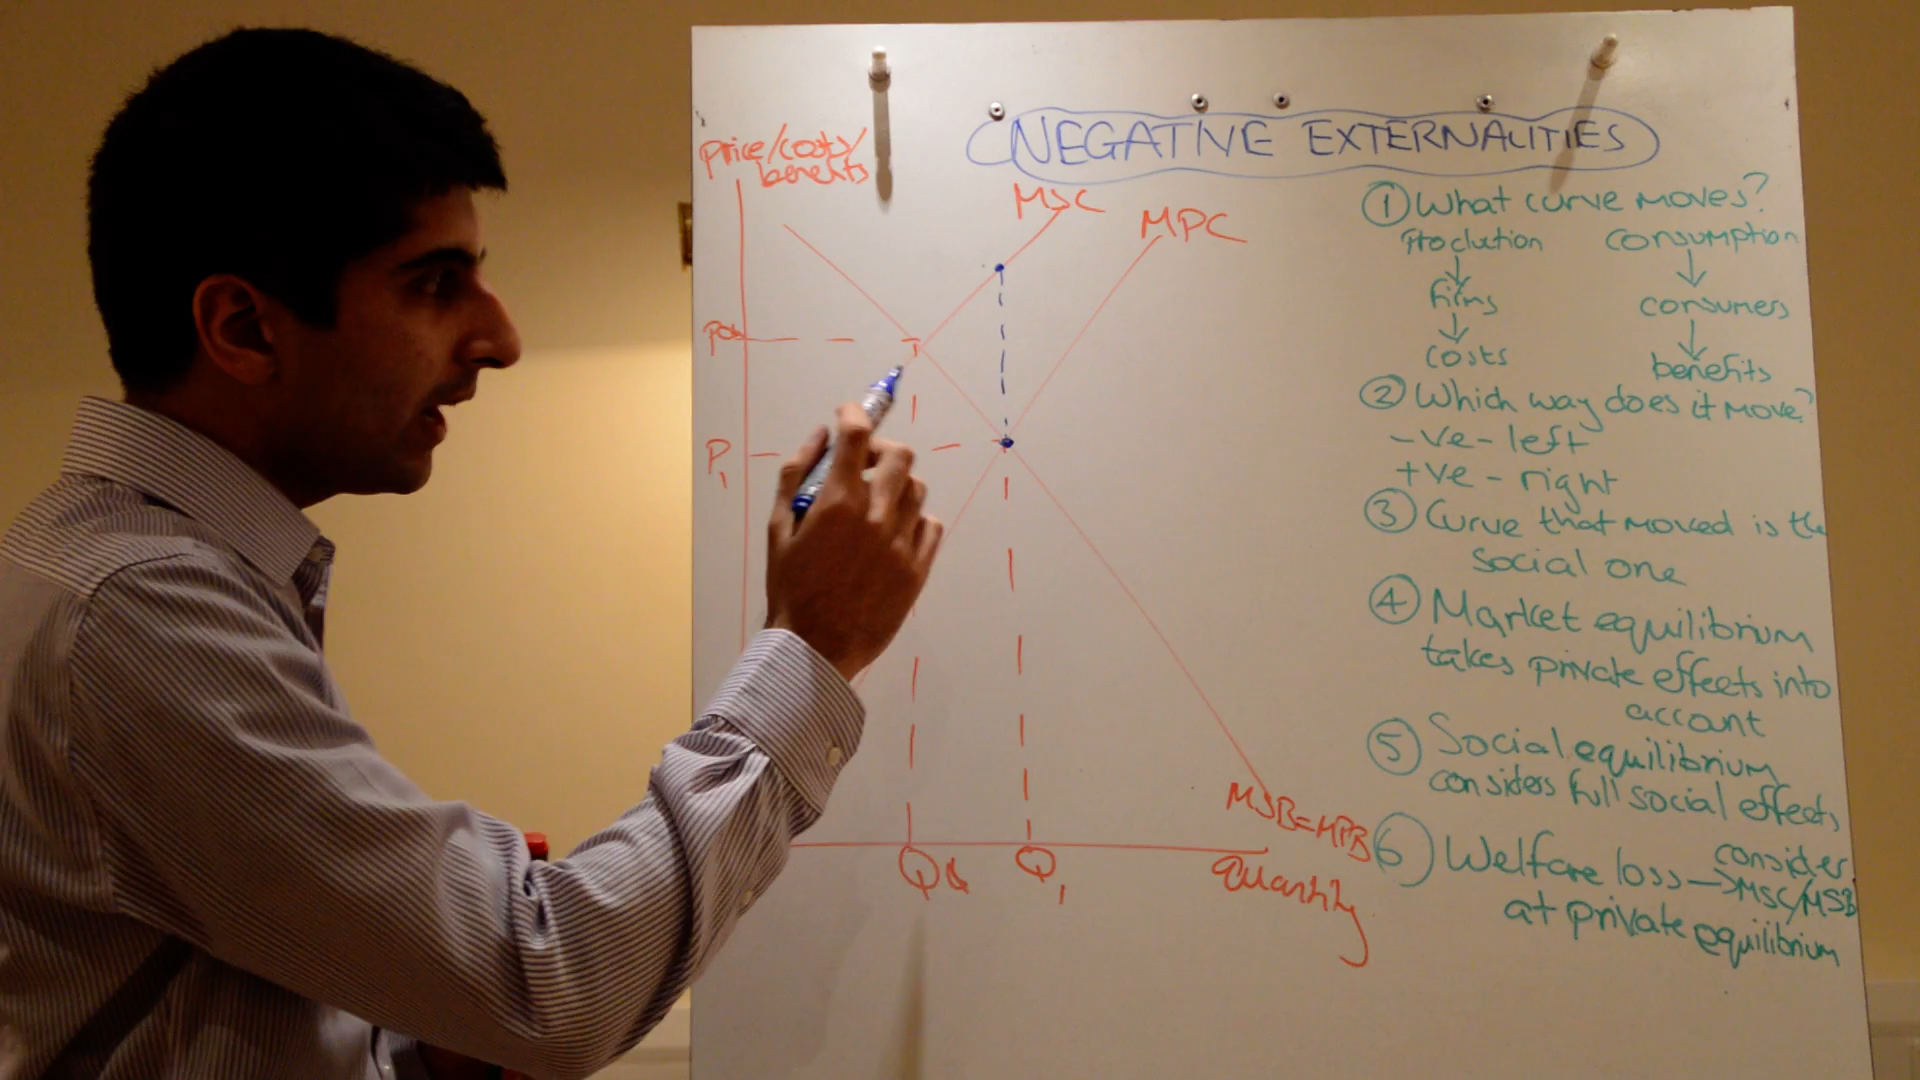 NEGATIVE EXTERNALITIES
Price/costs/
benefits
MSC
MPC
P1
Q1
MSB=MPB
Quantity
① What curve moves?
Production consumption
firms consumers
costs benefits
② Which way does it move?
-ve - left
+ve - right
③ Curve that moved is the
social one
④ Market equilibrium
takes private effects into
account
⑤ Social equilibrium
considers full social effects
⑥ Welfare loss → consider
MSC/MSB
at private equilibrium